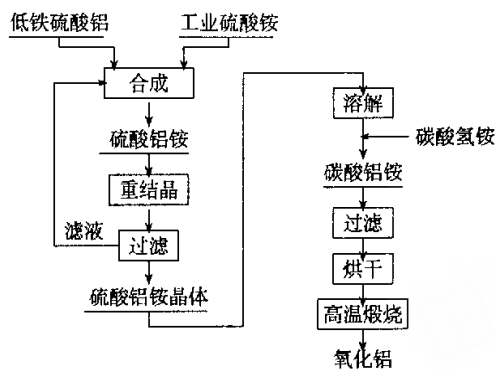 低铁硫酸铝
工业硫酸铵
合成
硫酸铝铵
重结晶
滤液
过滤
硫酸铝铵晶体
溶解
碳酸氢铵
碳酸铝铵
过滤
烘干
高温煅烧
氧化铝